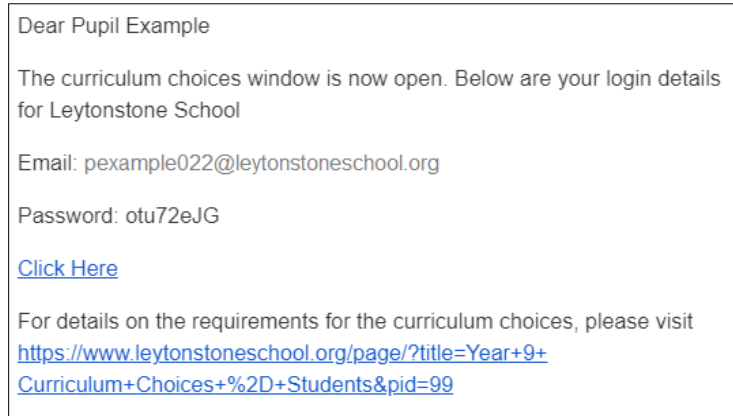 Dear Pupil Example
The curriculum choices window is now open. Below are your login details
for Leytonstone School
Email: pexample022@leytonstoneschool.org
Password: otu72eJG
Click Here
For details on the requirements for the curriculum choices, please visit
https://www.leytonstoneschool.org/page/?title=Year+9+
Curriculum+Choices+%2D+Students&pid=99